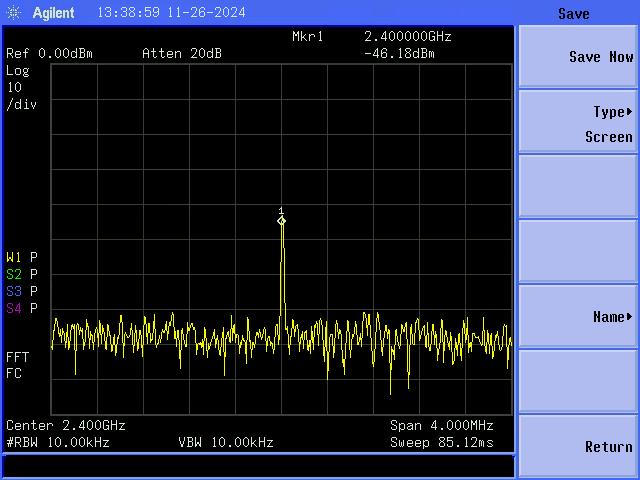 Agilent 13:38:59 11-26-2024 Save
Mkr1 2.400000GHz
Ref 0.00dBm Atten 20dB -46.18dBm
Save Now
Log
10
/div
Type
Screen
1
W1 P
S2 P
S3 P
S4 P
Name
FFT
FC
Center 2.400GHz Span 4.000MHz
#RBW 10.00kHz VBW 10.00kHz Sweep 85.12ms
Return